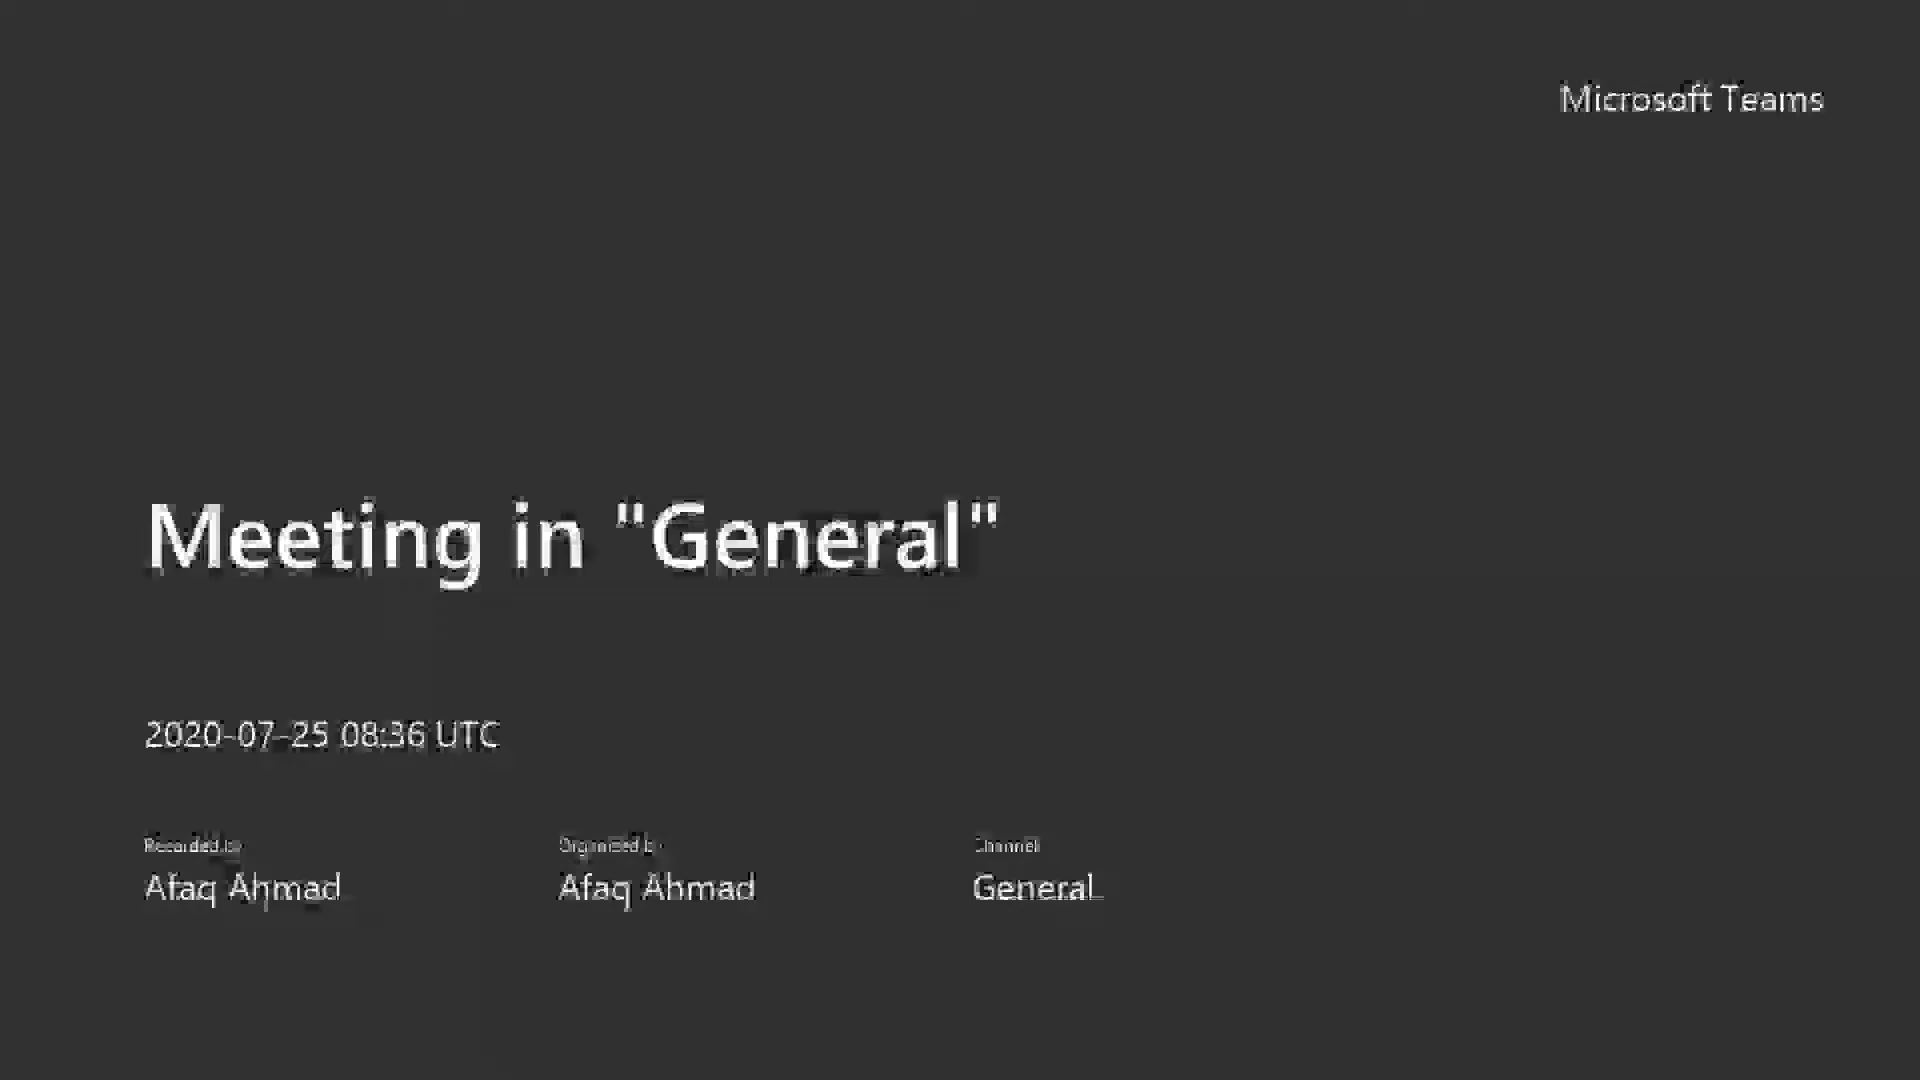 Microsoft Teams
Meeting in "General"
2020-07-25 08:36 UTC
Recorded by
Organized by
Channel
Afaq Ahmad
Afaq Ahmad
General